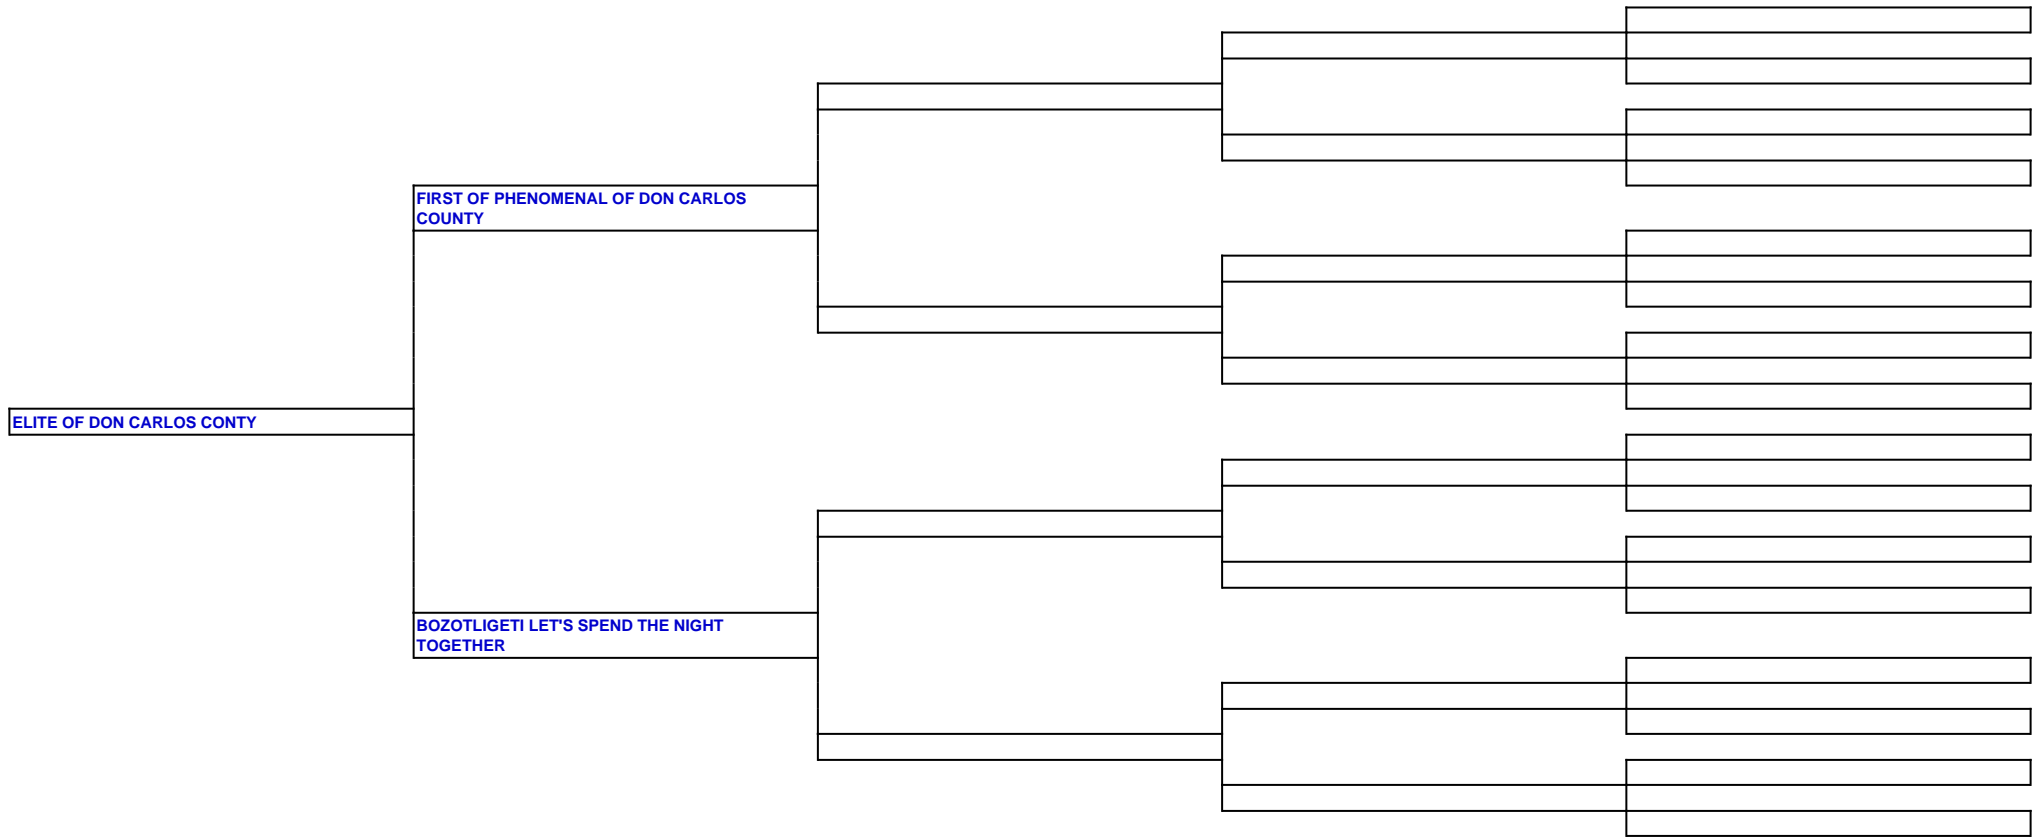 FIRST OF PHENOMENAL OF DON CARLOS
COUNTY
ELITE OF DON CARLOS CONTY
BOZOTLIGETI LET'S SPEND THE NIGHT
TOGETHER